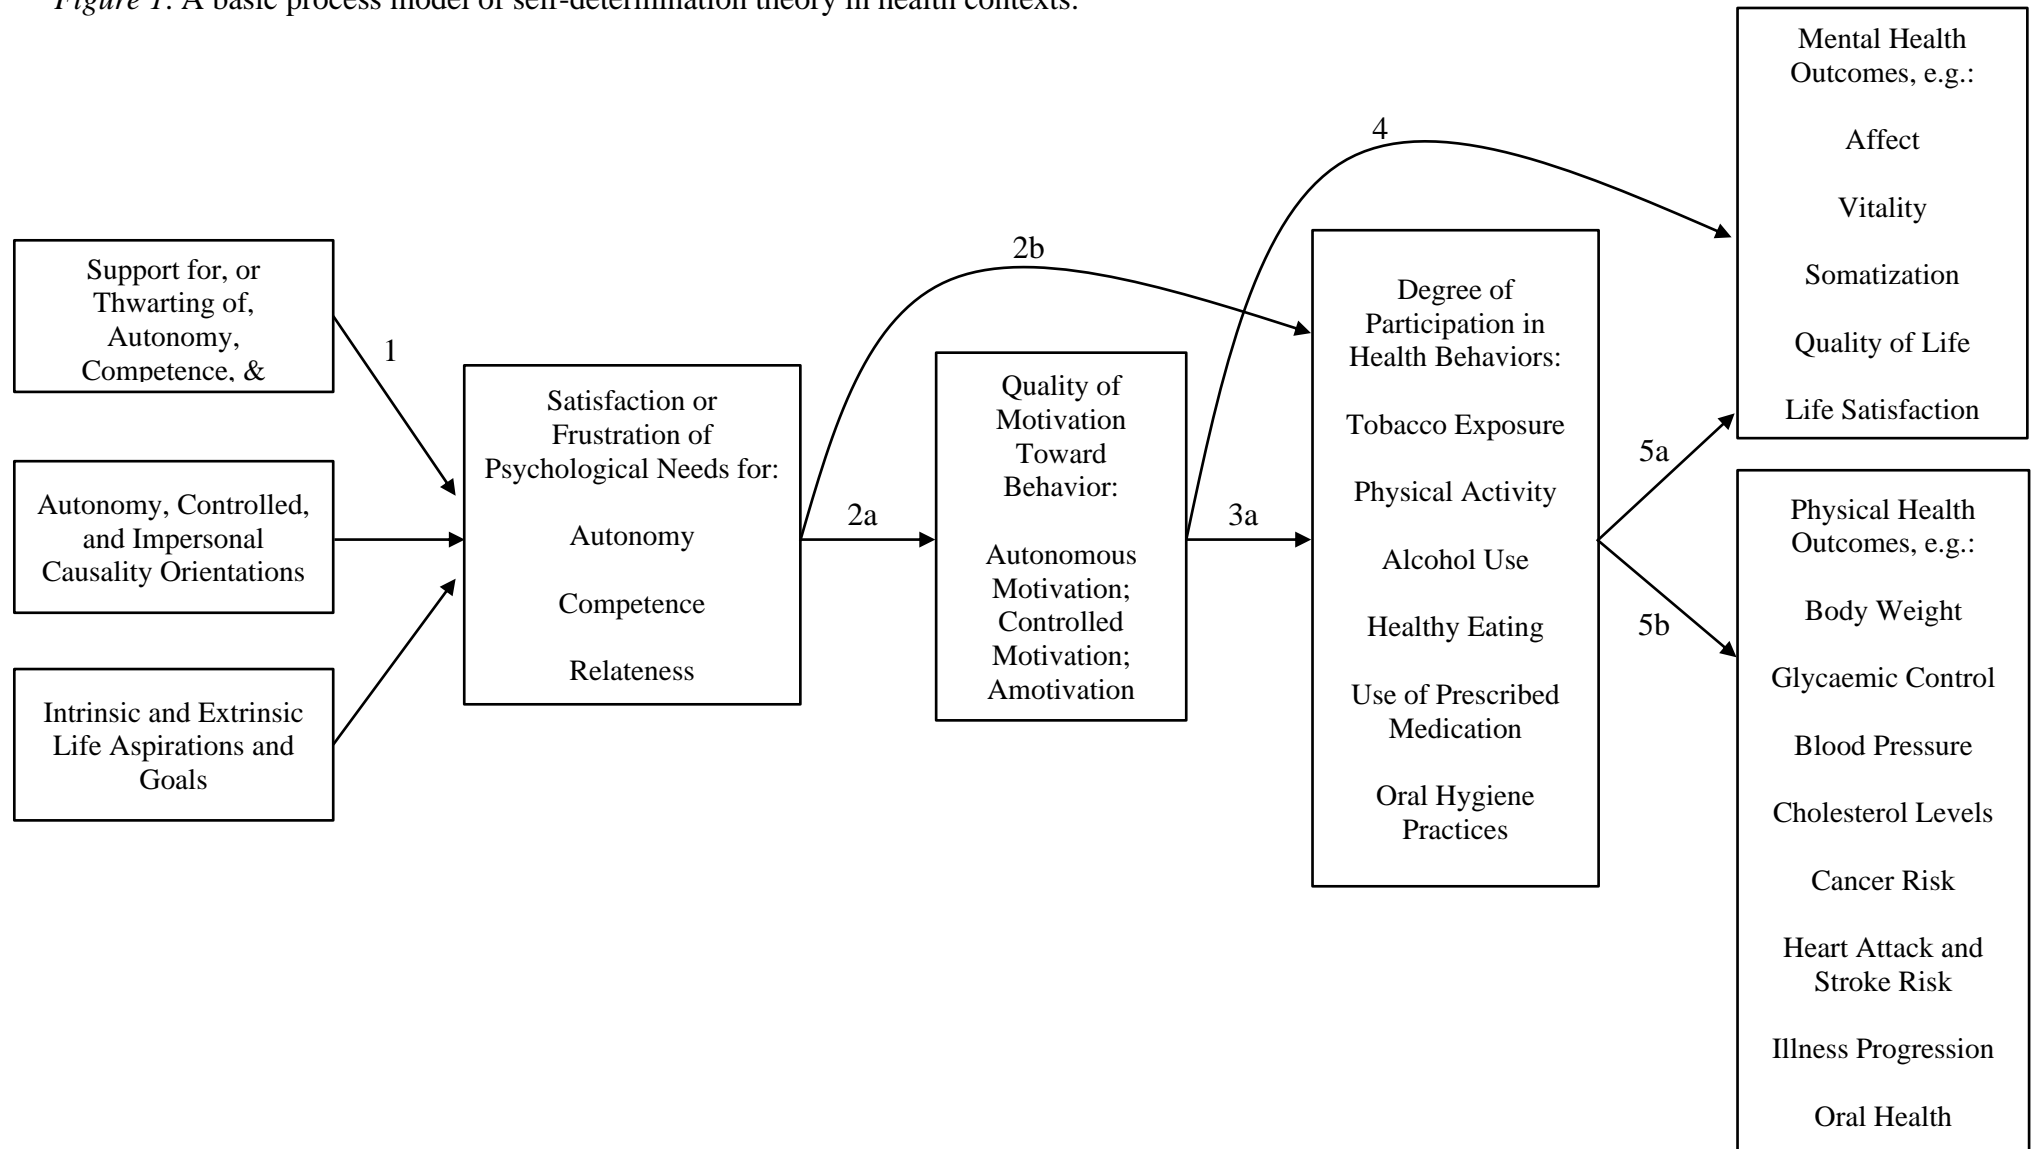 Figure 1. A basic process model of self-determination theory in health contexts.
Support for, or
Thwarting of,
Autonomy,
Competence, &
Autonomy, Controlled,
and Impersonal
Causality Orientations
Intrinsic and Extrinsic
Life Aspirations and
Goals
1
Satisfaction or
Frustration of
Psychological Needs for:
Autonomy
Competence
Relateness
2a
2b
Quality of
Motivation
Toward
Behavior:
Autonomous
Motivation;
Controlled
Motivation;
Amotivation
3a
4
Degree of
Participation in
Health Behaviors:
Tobacco Exposure
Physical Activity
Alcohol Use
Healthy Eating
Use of Prescribed
Medication
Oral Hygiene
Practices
5a
5b
Mental Health
Outcomes, e.g.:
Affect
Vitality
Somatization
Quality of Life
Life Satisfaction
Physical Health
Outcomes, e.g.:
Body Weight
Glycaemic Control
Blood Pressure
Cholesterol Levels
Cancer Risk
Heart Attack and
Stroke Risk
Illness Progression
Oral Health